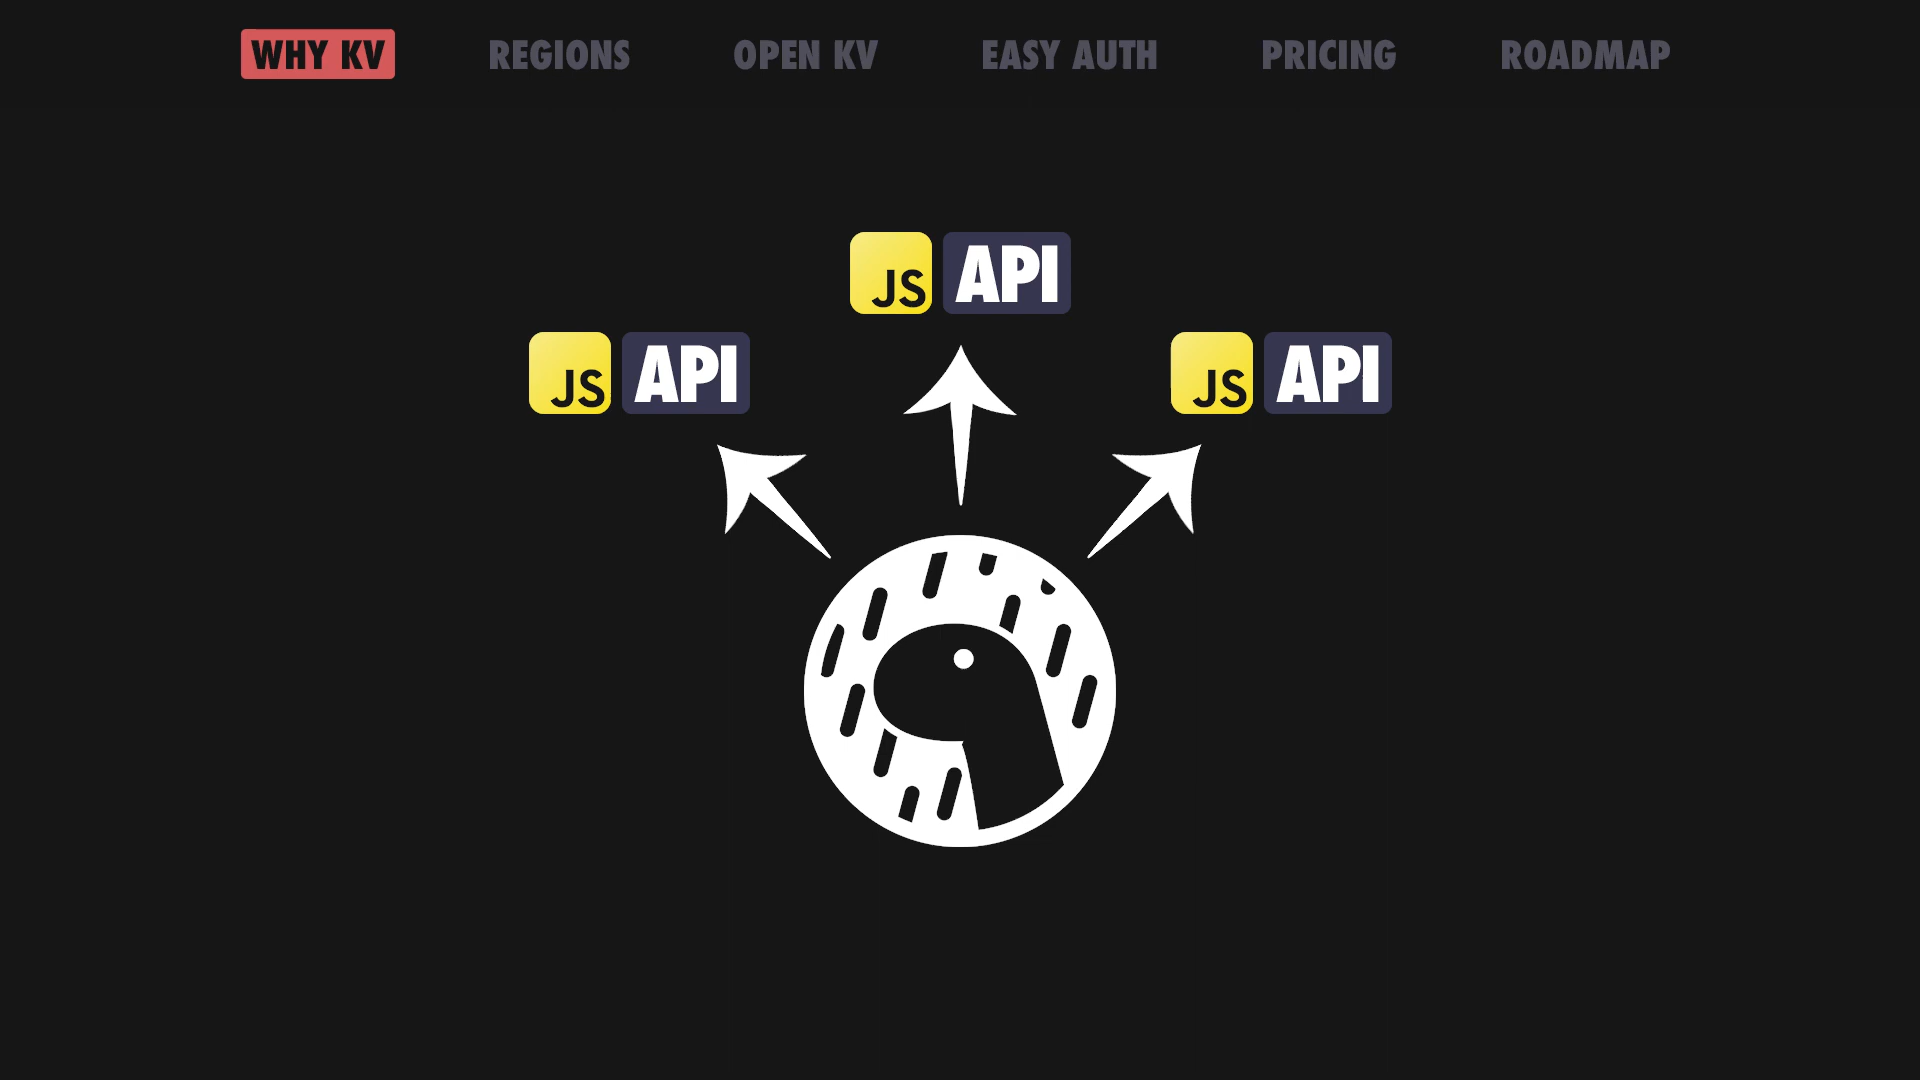 WHY KV
REGIONS
OPEN KV
EASY AUTH
PRICING
ROADMAP
JS API
JS API
JS API